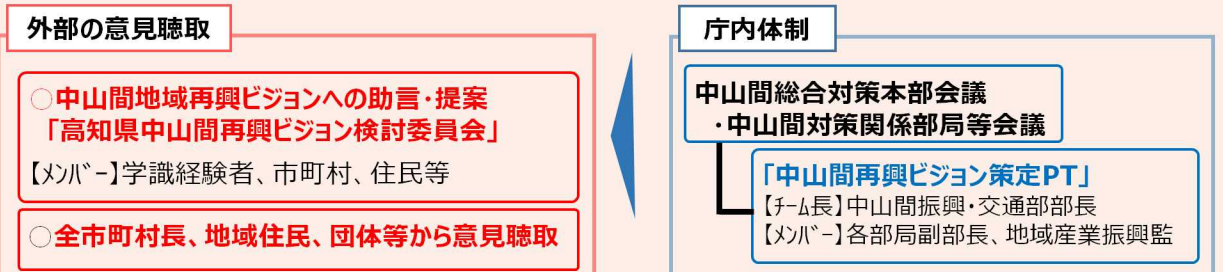 外部の意見聴取
○中山間地域再興ビジョンへの助言・提案
「高知県中山間再興ビジョン検討委員会」
【ﾒﾝﾊﾞｰ】学識経験者、市町村、住民等
○全市町村長、地域住民、団体等から意見聴取
庁内体制
中山間総合対策本部会議
・中山間対策関係部局等会議
「中山間再興ビジョン策定PT」
【ﾁｰﾑ長】中山間振興・交通部部長
【ﾒﾝﾊﾞｰ】各部局副部長、地域産業振興監